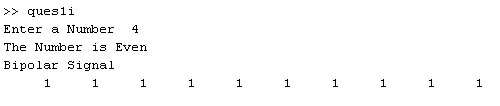 >> ques1i
Enter a Number  4
The Number is Even
Bipolar Signal
1 1 1 1 1 1 1 1 1 1